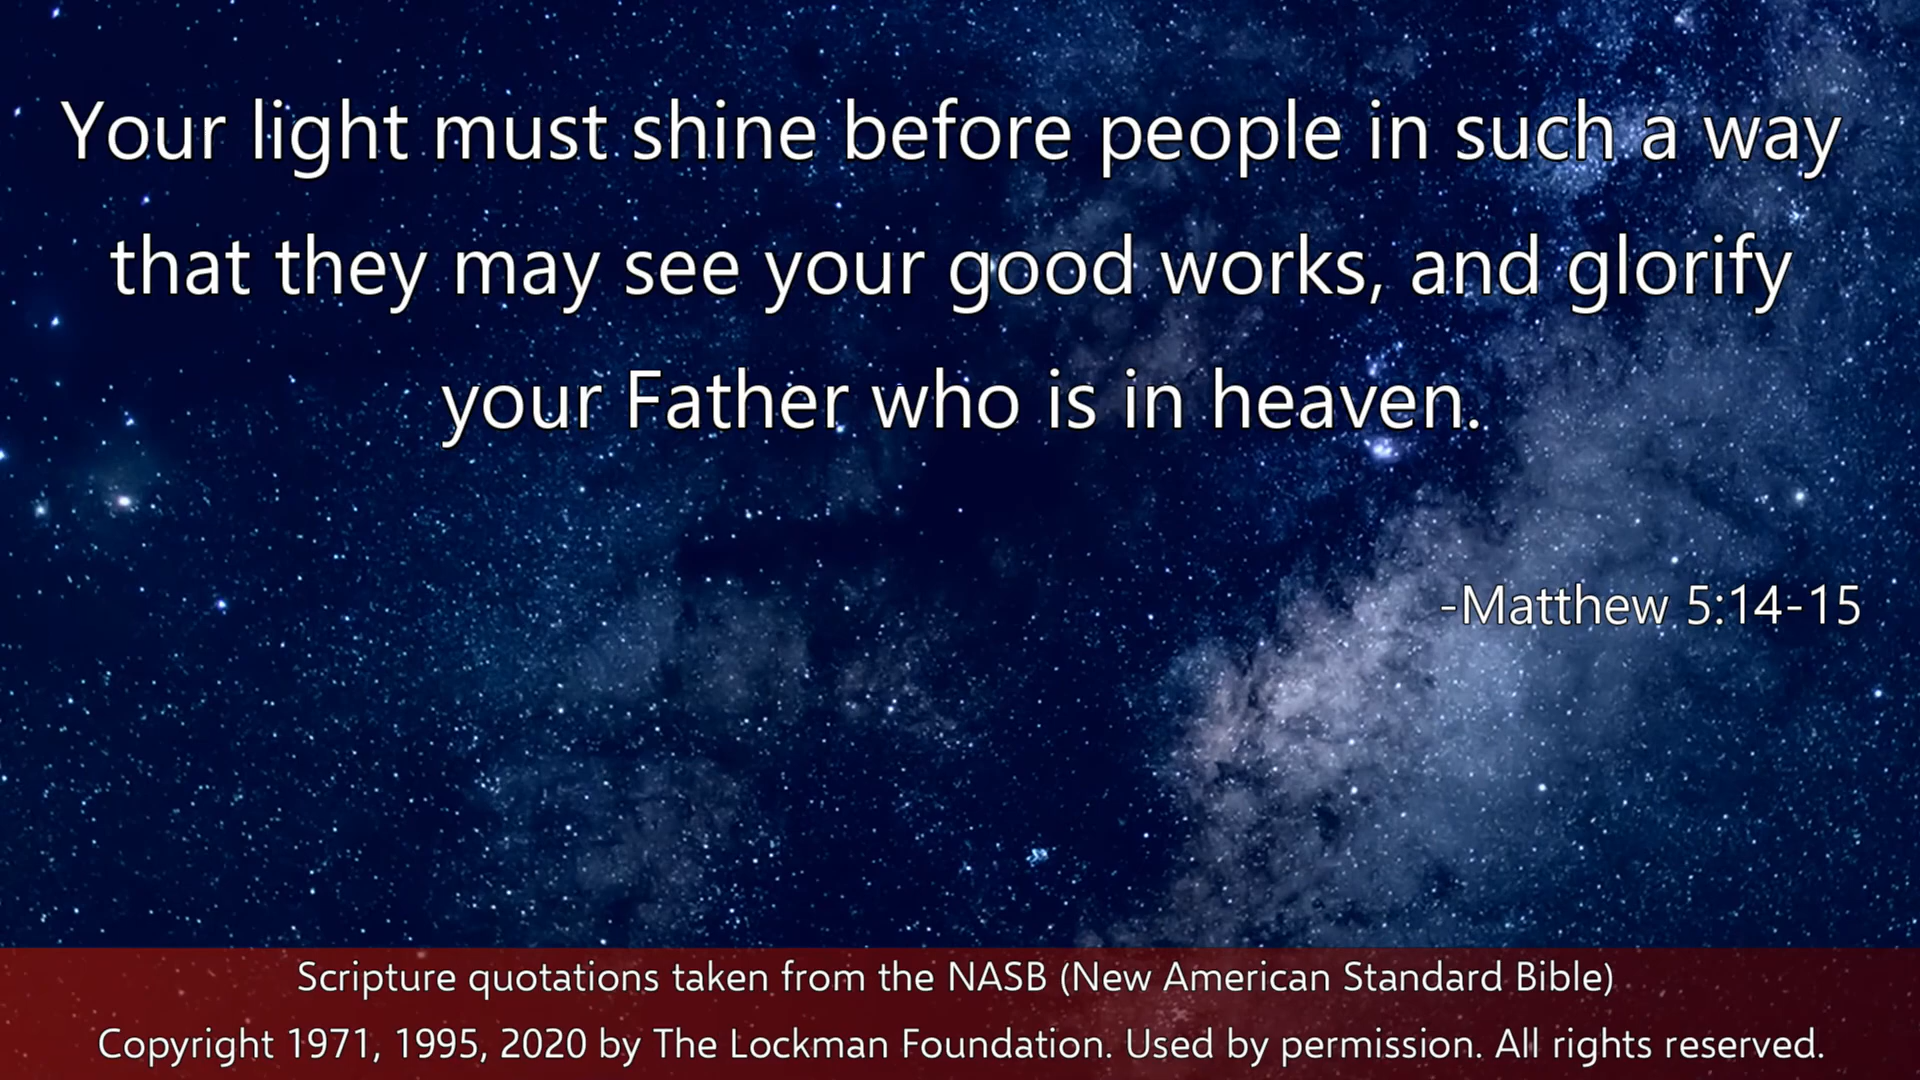 Your light must shine before people in such a way
that they may see your good works, and glorify
your Father who is in heaven.
-Matthew 5:14-15
Scripture quotations taken from the NASB (New American Standard Bible)
Copyright 1971, 1995, 2020 by The Lockman Foundation. Used by permission. All rights reserved.